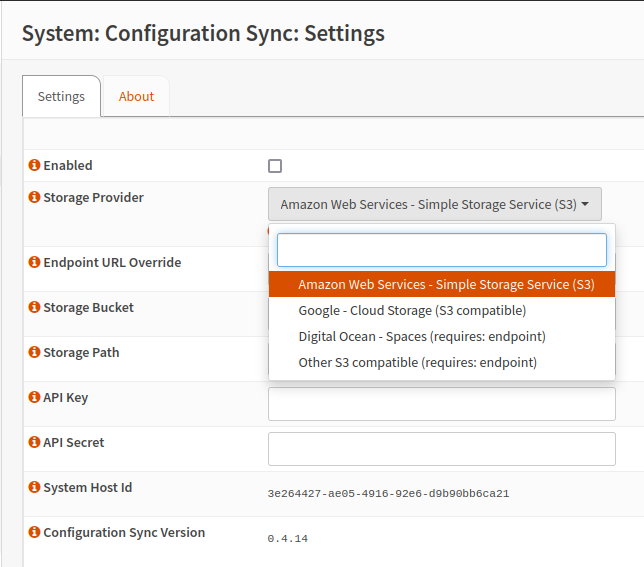 System: Configuration Sync: Settings
Settings
About
Enabled
Storage Provider
Amazon Web Services - Simple Storage Service (S3)
Amazon Web Services - Simple Storage Service (S3)
Google - Cloud Storage (S3 compatible)
Digital Ocean - Spaces (requires: endpoint)
Other S3 compatible (requires: endpoint)
Endpoint URL Override
Storage Bucket
Storage Path
API Key
API Secret
System Host Id
3e264427-ae05-4916-92e6-d9b90bb6ca21
Configuration Sync Version
0.4.14